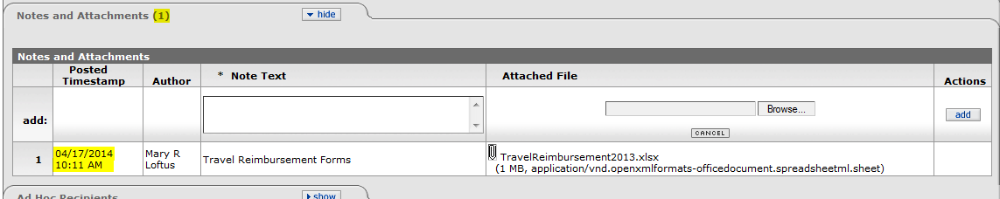 Notes and Attachments (1)
hide
Notes and Attachments
Posted Timestamp Author * Note Text Attached File Actions
add: Browse... add
CANCEL
1 04/17/2014 10:11 AM Mary R Loftus Travel Reimbursement Forms TravelReimbursement2013.xlsx
(1 MB, application/vnd.openxmlformats-officedocument.spreadsheetml.sheet)
Ad Hoc Recipients
show